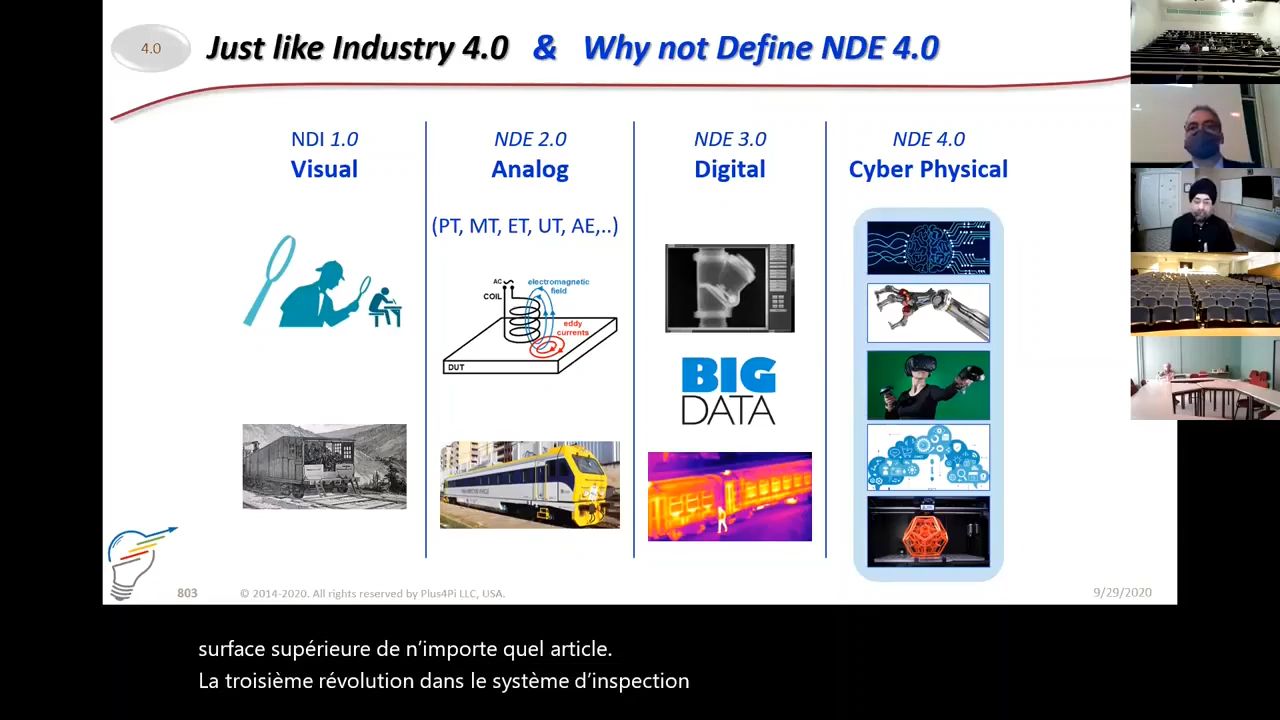 4.0
Just like Industry 4.0 & Why not Define NDE 4.0
NDI 1.0
Visual
NDE 2.0
Analog
(PT, MT, ET, UT, AE,..)
AC
COIL
electromagnetic
field
eddy
currents
DUT
NDE 3.0
Digital
BIG
DATA
NDE 4.0
Cyber Physical
803
© 2014-2020. All rights reserved by Plus4Pi LLC, USA.
9/29/2020
surface supérieure de n’importe quel article.
La troisième révolution dans le système d’inspection